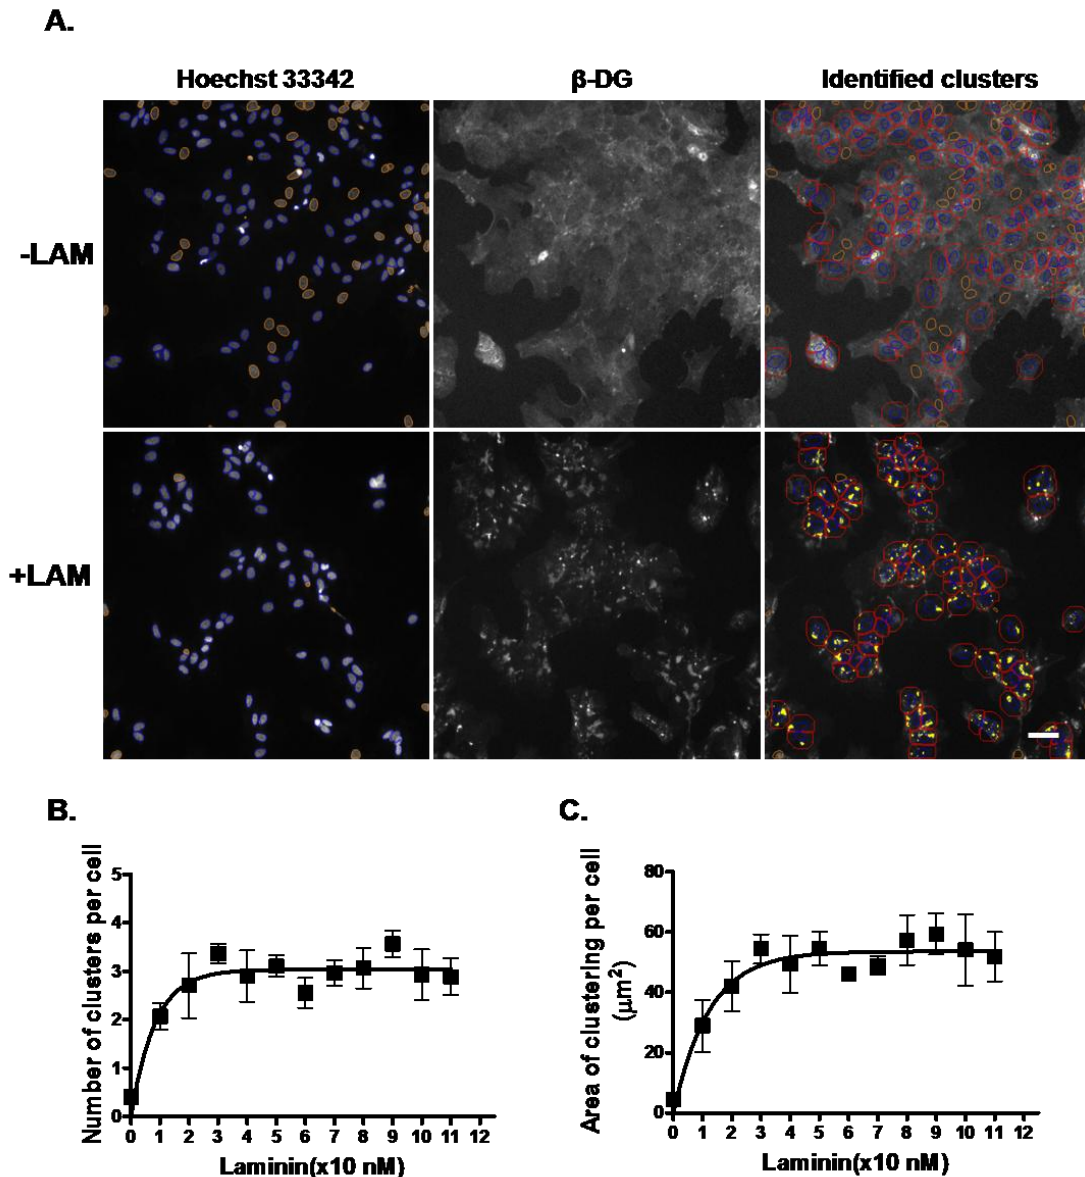 A.
Hoechst 33342 β-DG Identified clusters
-LAM
+LAM
B.
Number of clusters per cell
5
4
3
2
1
0
0 1 2 3 4 5 6 7 8 9 10 11 12
Laminin(x10 nM)
C.
Area of clustering per cell
(μm²)
80
60
40
20
0
0 1 2 3 4 5 6 7 8 9 10 11 12
Laminin(x10 nM)